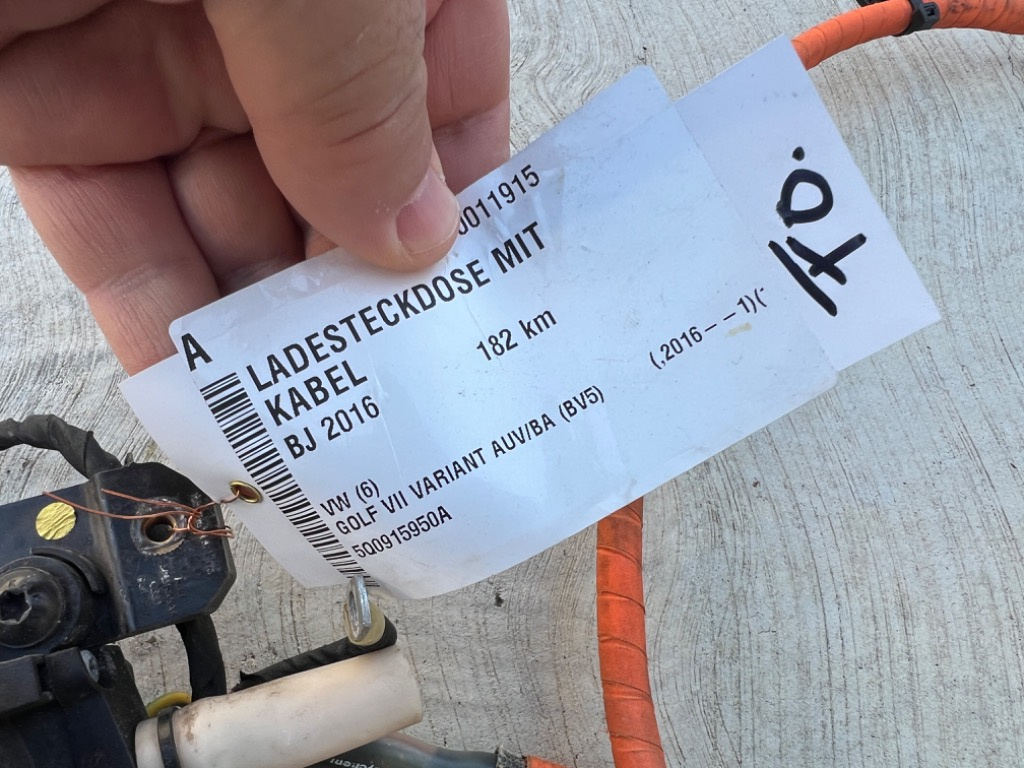 A
0011915
LADESTECKDOSE MIT
KABEL
BJ 2016
182 km
VW (6)
GOLF VII VARIANT AUV/BA (BV5)
(,2016 – – 1)(-
5Q0915950A